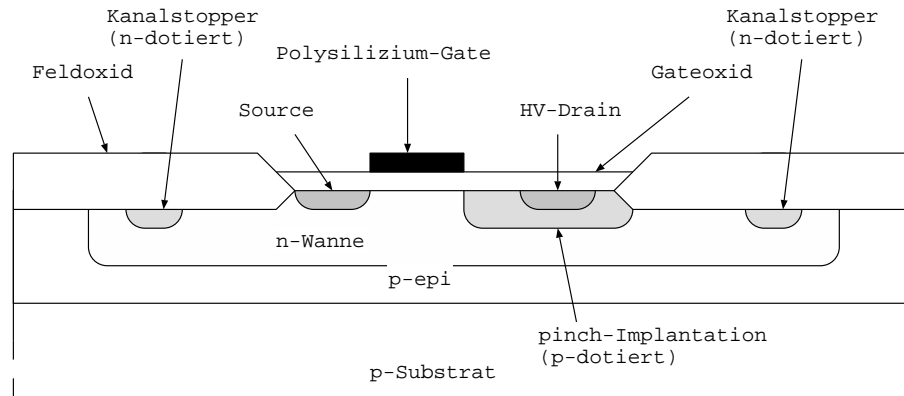 Kanalstopper
(n-dotiert)
Kanalstopper
(n-dotiert)
Polysilizium-Gate
Feldoxid
Gateoxid
Source
HV-Drain
n-Wanne
p-epi
pinch-Implantation
(p-dotiert)
p-Substrat